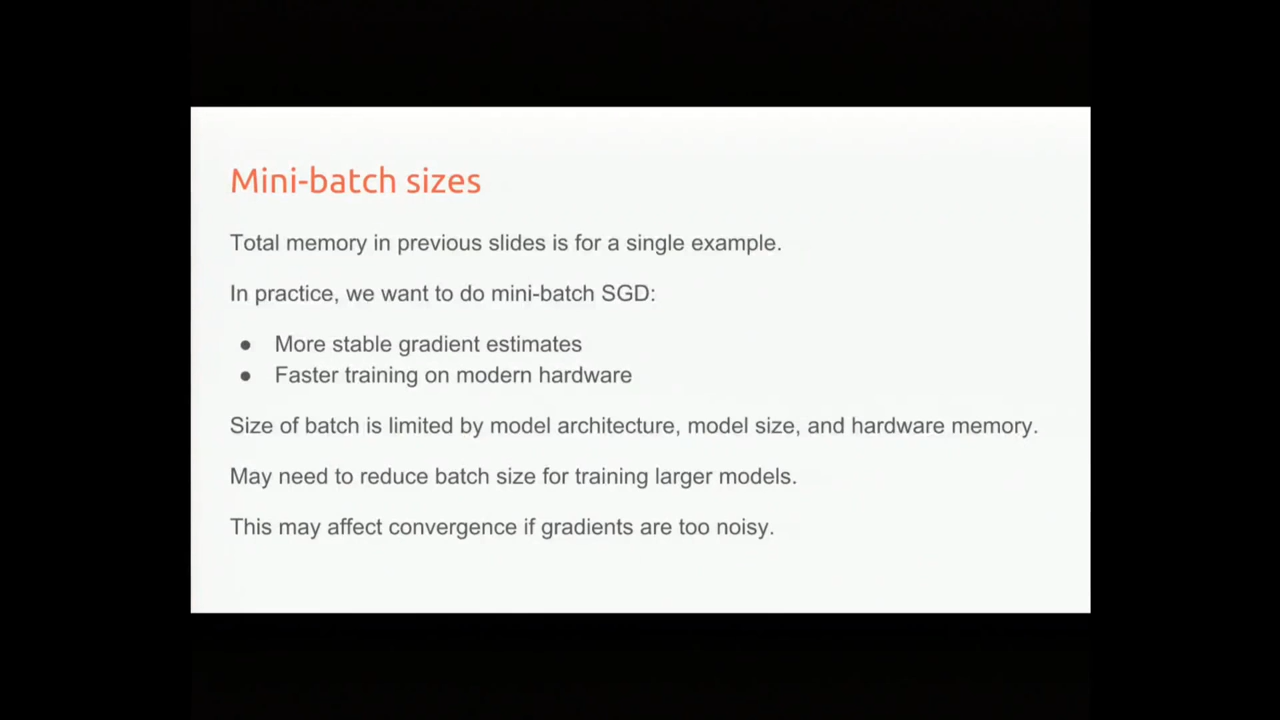 Mini-batch sizes
Total memory in previous slides is for a single example.
In practice, we want to do mini-batch SGD:
● More stable gradient estimates
● Faster training on modern hardware
Size of batch is limited by model architecture, model size, and hardware memory.
May need to reduce batch size for training larger models.
This may affect convergence if gradients are too noisy.